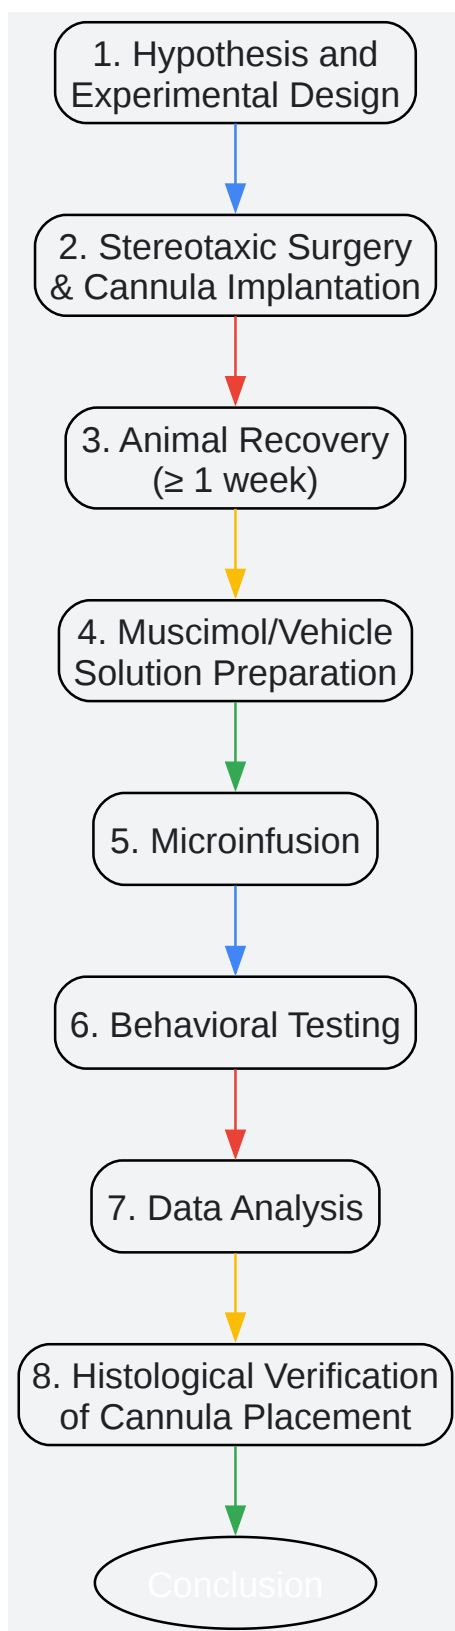 1. Hypothesis and
Experimental Design
2. Stereotaxic Surgery
& Cannula Implantation
3. Animal Recovery
(≥ 1 week)
4. Muscimol/Vehicle
Solution Preparation
5. Microinfusion
6. Behavioral Testing
7. Data Analysis
8. Histological Verification
of Cannula Placement
Conclusion